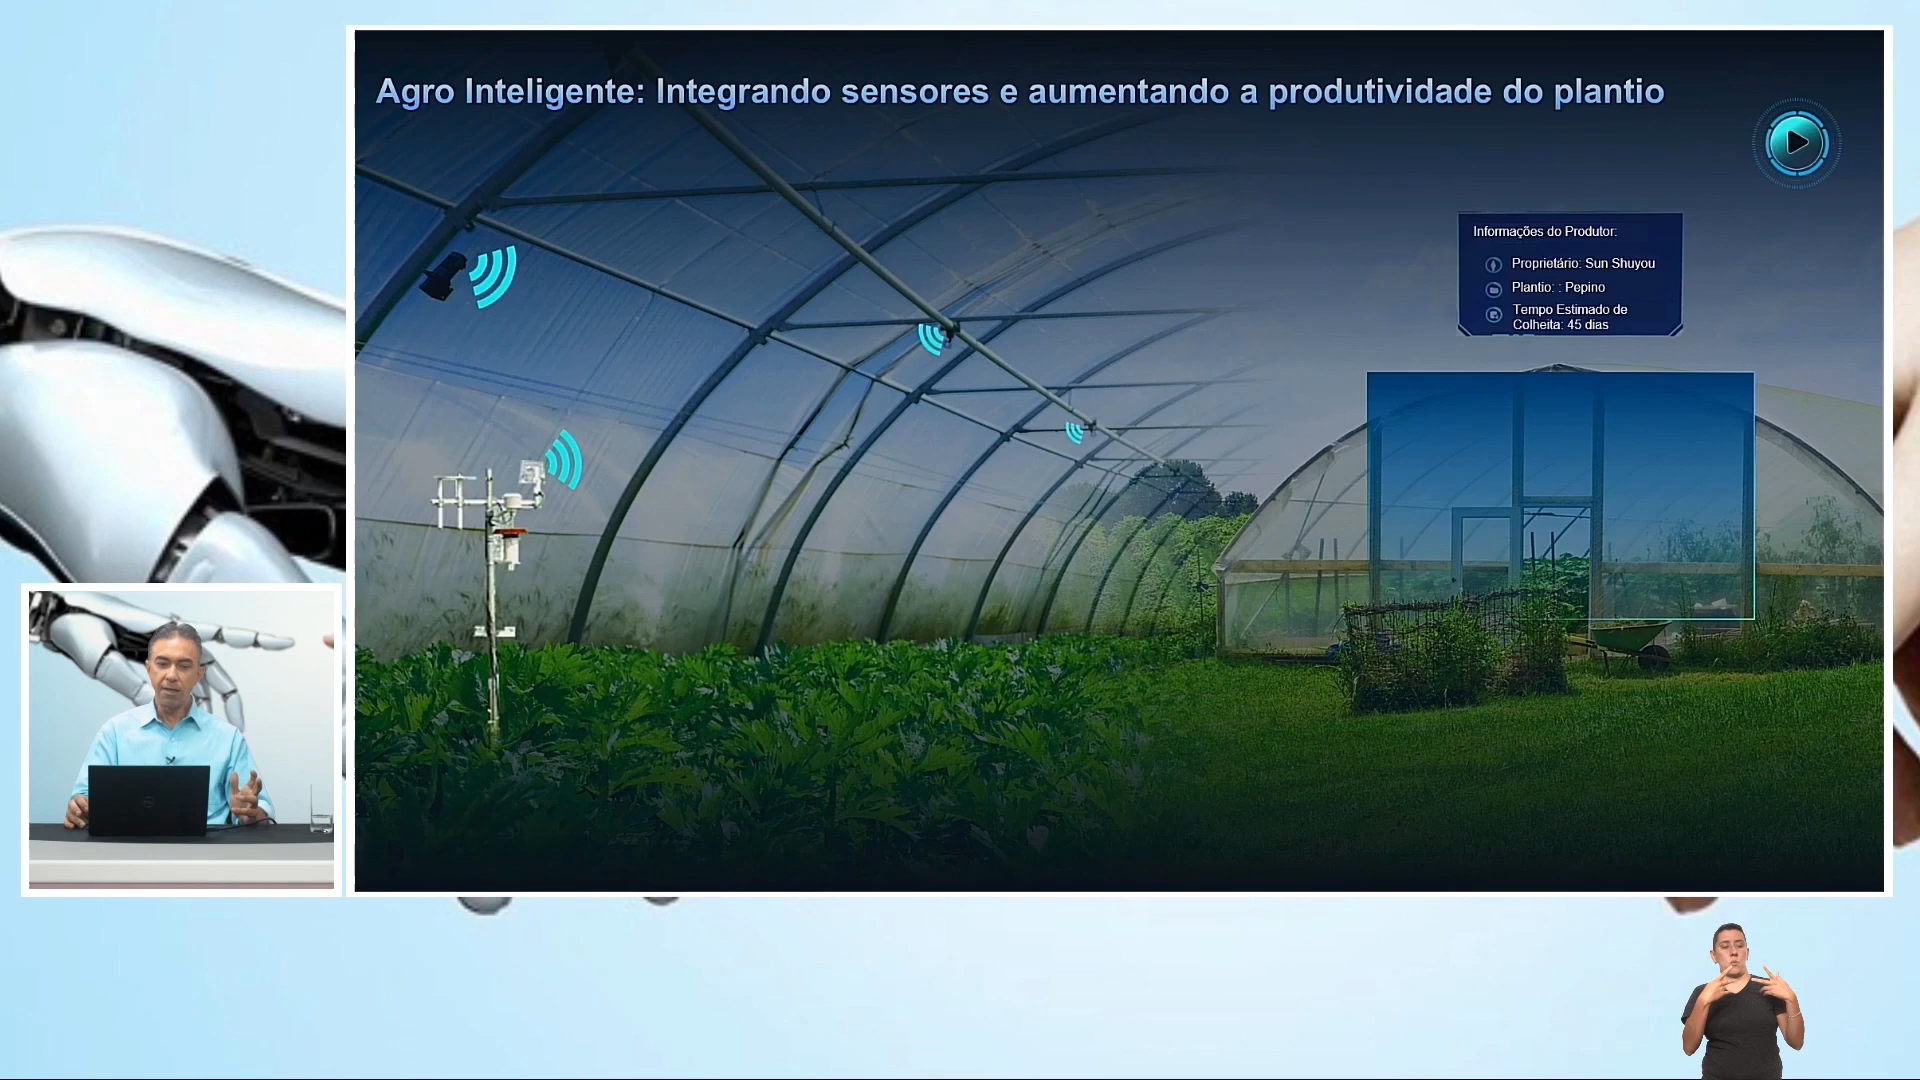 Agro Inteligente: Integrando sensores e aumentando a produtividade do plantio
Informações do Produtor:
Proprietário: Sun Shuyou
Plantio: : Pepino
Tempo Estimado de
Colheita: 45 dias